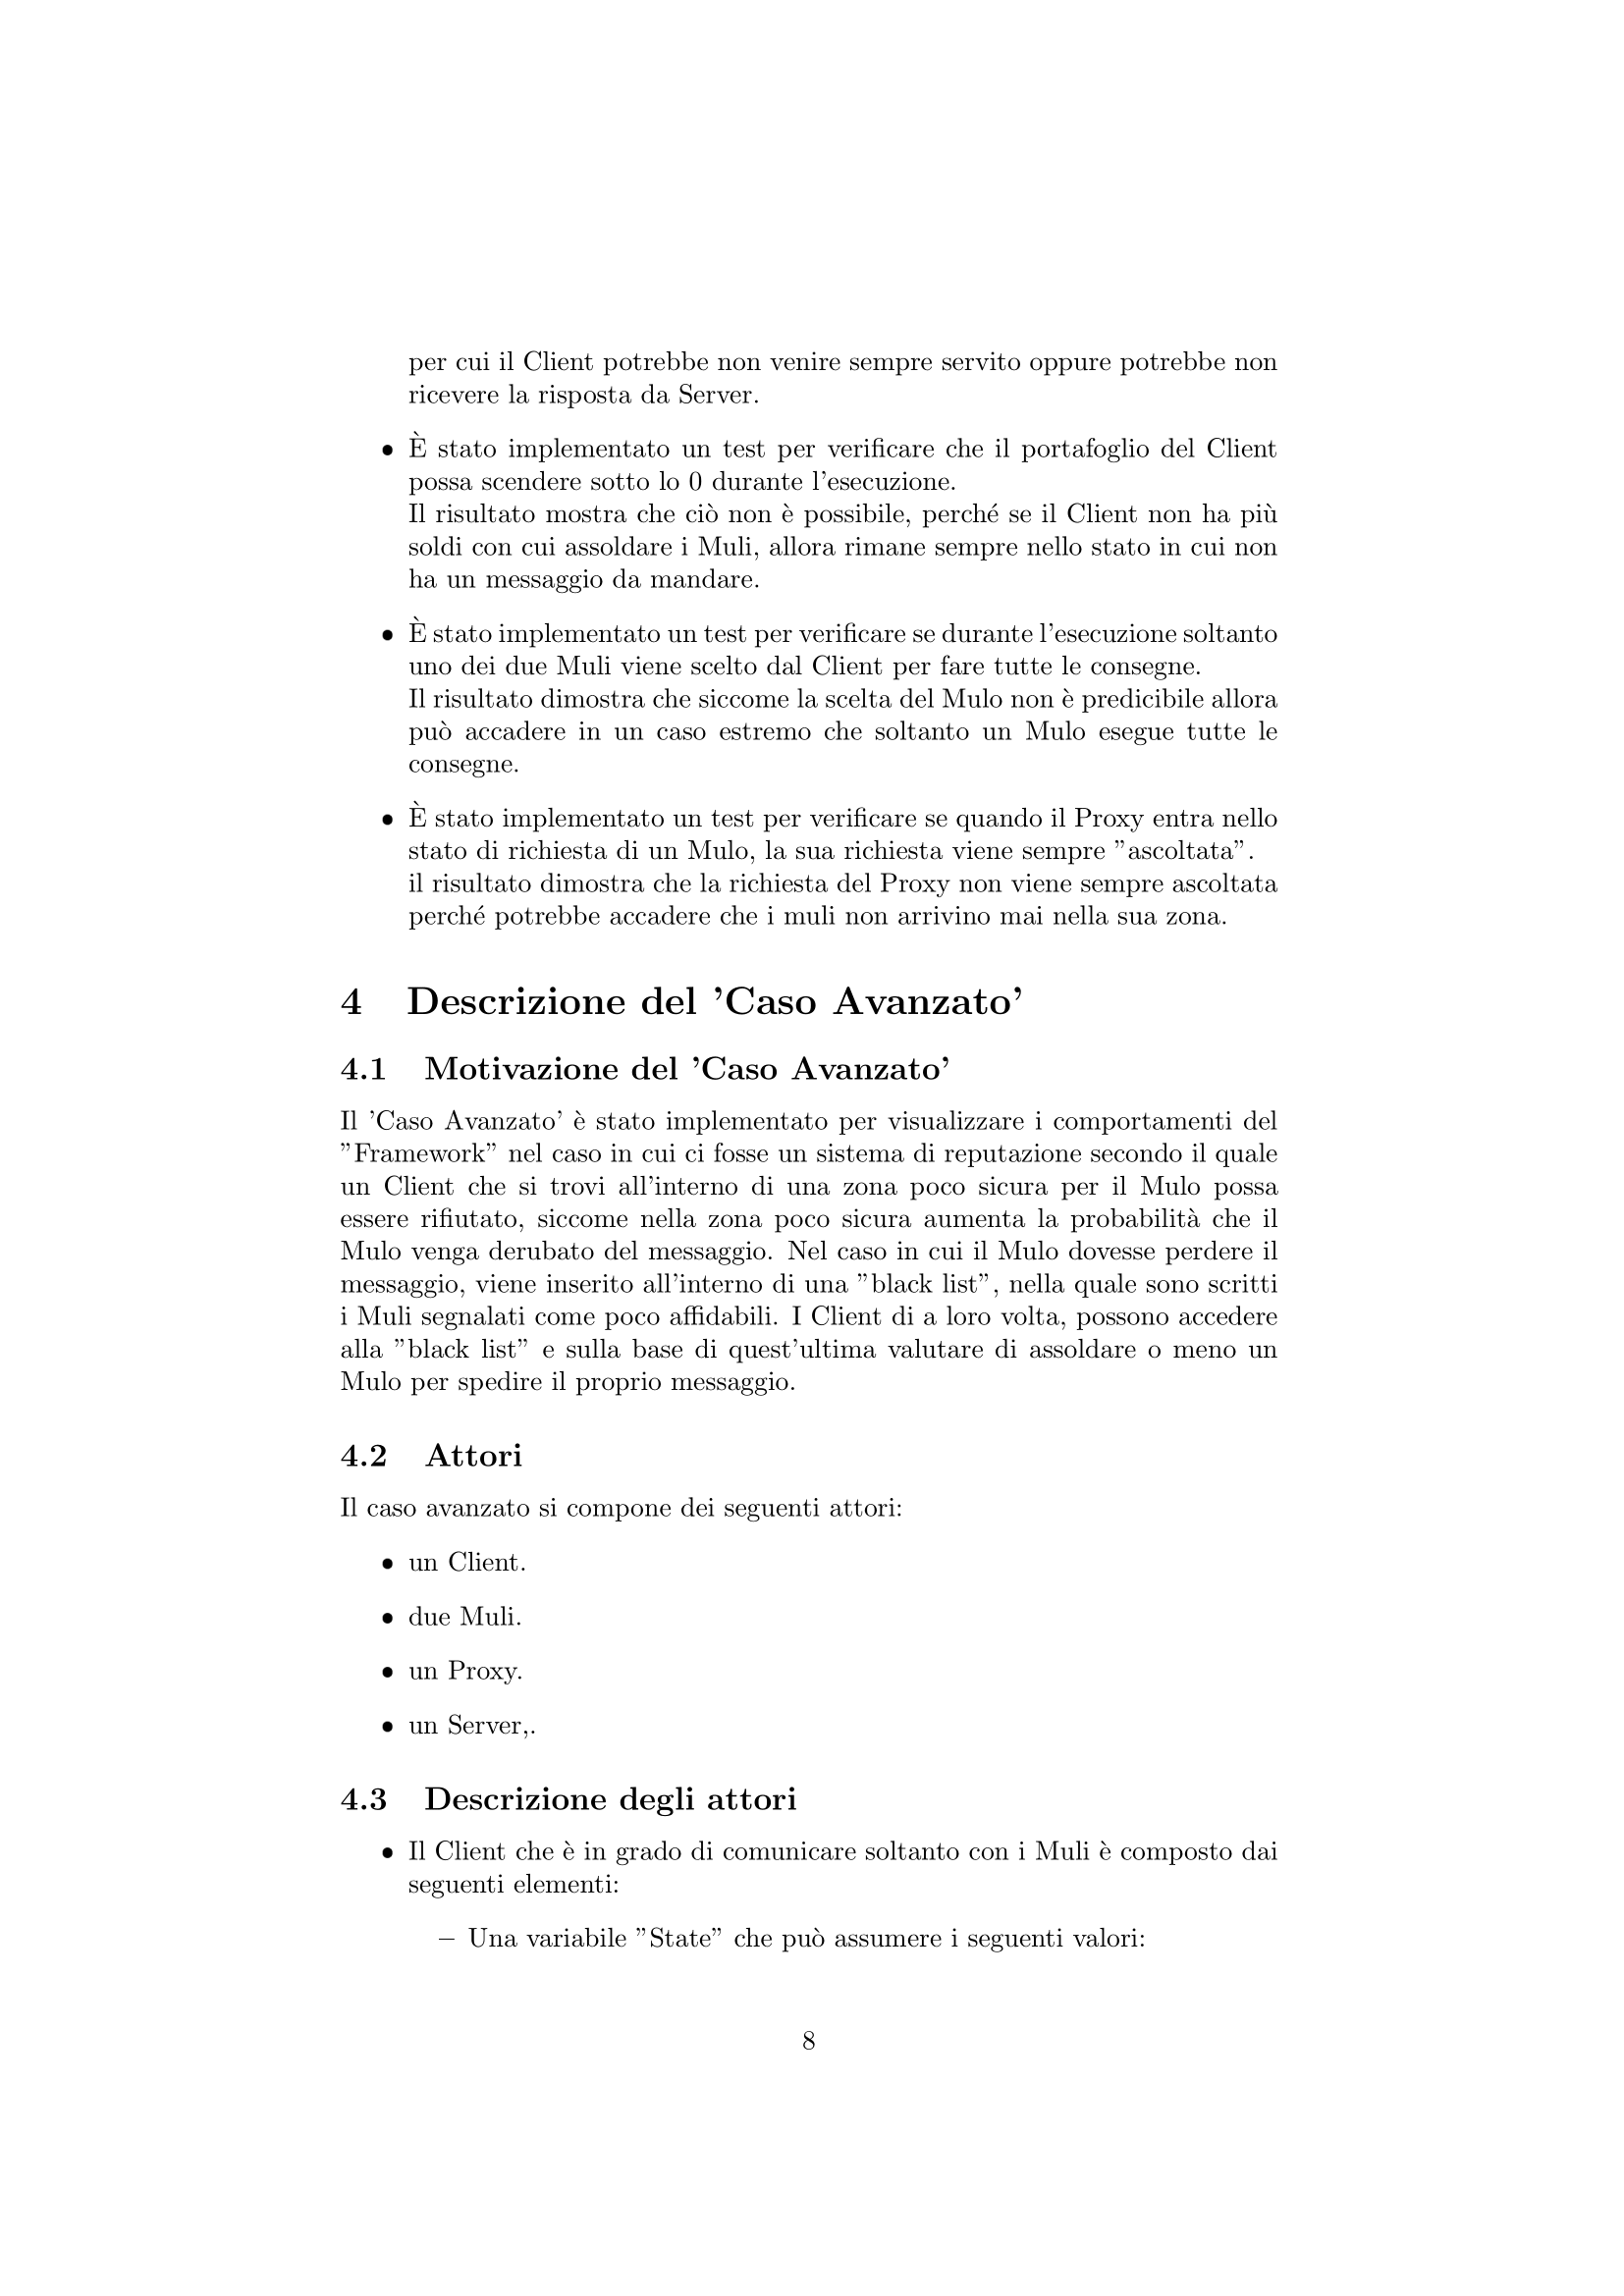 per cui il Client potrebbe non venire sempre servito oppure potrebbe non
ricevere la risposta da Server.
• È stato implementato un test per verificare che il portafoglio del Client
possa scendere sotto lo 0 durante l'esecuzione.
Il risultato mostra che ciò non è possibile, perché se il Client non ha più
soldi con cui assoldare i Muli, allora rimane sempre nello stato in cui non
ha un messaggio da mandare.
• È stato implementato un test per verificare se durante l'esecuzione soltanto
uno dei due Muli viene scelto dal Client per fare tutte le consegne.
Il risultato dimostra che siccome la scelta del Mulo non è predicibile allora
può accadere in un caso estremo che soltanto un Mulo esegue tutte le
consegne.
• È stato implementato un test per verificare se quando il Proxy entra nello
stato di richiesta di un Mulo, la sua richiesta viene sempre ”ascoltata”.
il risultato dimostra che la richiesta del Proxy non viene sempre ascoltata
perché potrebbe accadere che i muli non arrivino mai nella sua zona.
4 Descrizione del ’Caso Avanzato’
4.1 Motivazione del ’Caso Avanzato’
Il ’Caso Avanzato’ è stato implementato per visualizzare i comportamenti del
”Framework” nel caso in cui ci fosse un sistema di reputazione secondo il quale
un Client che si trovi all'interno di una zona poco sicura per il Mulo possa
essere rifiutato, siccome nella zona poco sicura aumenta la probabilità che il
Mulo venga derubato del messaggio. Nel caso in cui il Mulo dovesse perdere il
messaggio, viene inserito all'interno di una ”black list”, nella quale sono scritti
i Muli segnalati come poco affidabili. I Client di a loro volta, possono accedere
alla ”black list” e sulla base di quest'ultima valutare di assoldare o meno un
Mulo per spedire il proprio messaggio.
4.2 Attori
Il caso avanzato si compone dei seguenti attori:
• un Client.
• due Muli.
• un Proxy.
• un Server,.
4.3 Descrizione degli attori
• Il Client che è in grado di comunicare soltanto con i Muli è composto dai
seguenti elementi:
– Una variabile ”State” che può assumere i seguenti valori:
8